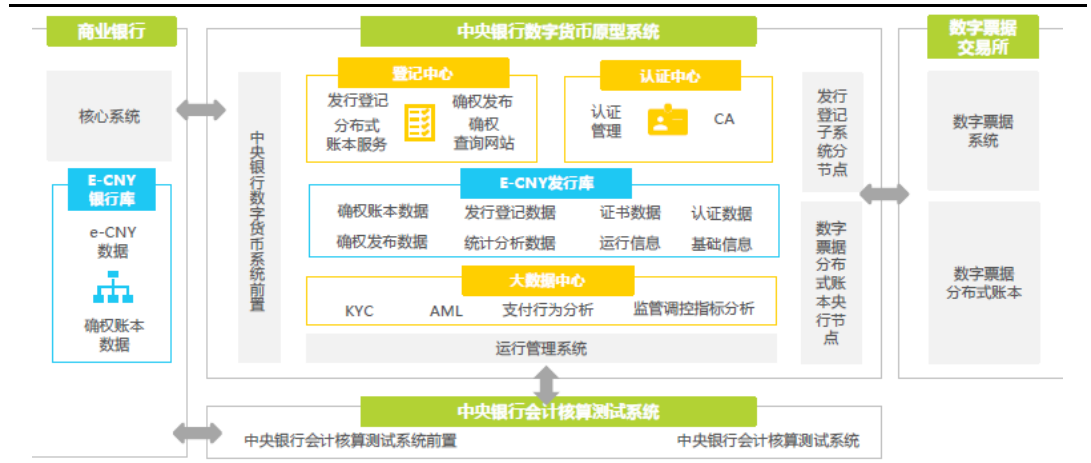 商业银行
核心系统
E-CNY
银行库
e-CNY
数据
确权账本
数据
中央银行数字货币原型系统
中央银行数字货币系统前置
登记中心
发行登记
分布式
账本服务
确权发布
确权
查询网站
认证中心
认证
管理
CA
E-CNY发行库
确权账本数据 发行登记数据 证书数据 认证数据
确权发布数据 统计分析数据 运行信息 基础信息
大数据中心
KYC AML 支付行为分析 监管调控指标分析
运行管理系统
发行
登记
子系
统分
节点
数字
票据
分布
式账
本央
行节
点
数字票据
交易所
数字票据
系统
数字票据
分布式账本
中央银行会计核算测试系统
中央银行会计核算测试系统前置 中央银行会计核算测试系统